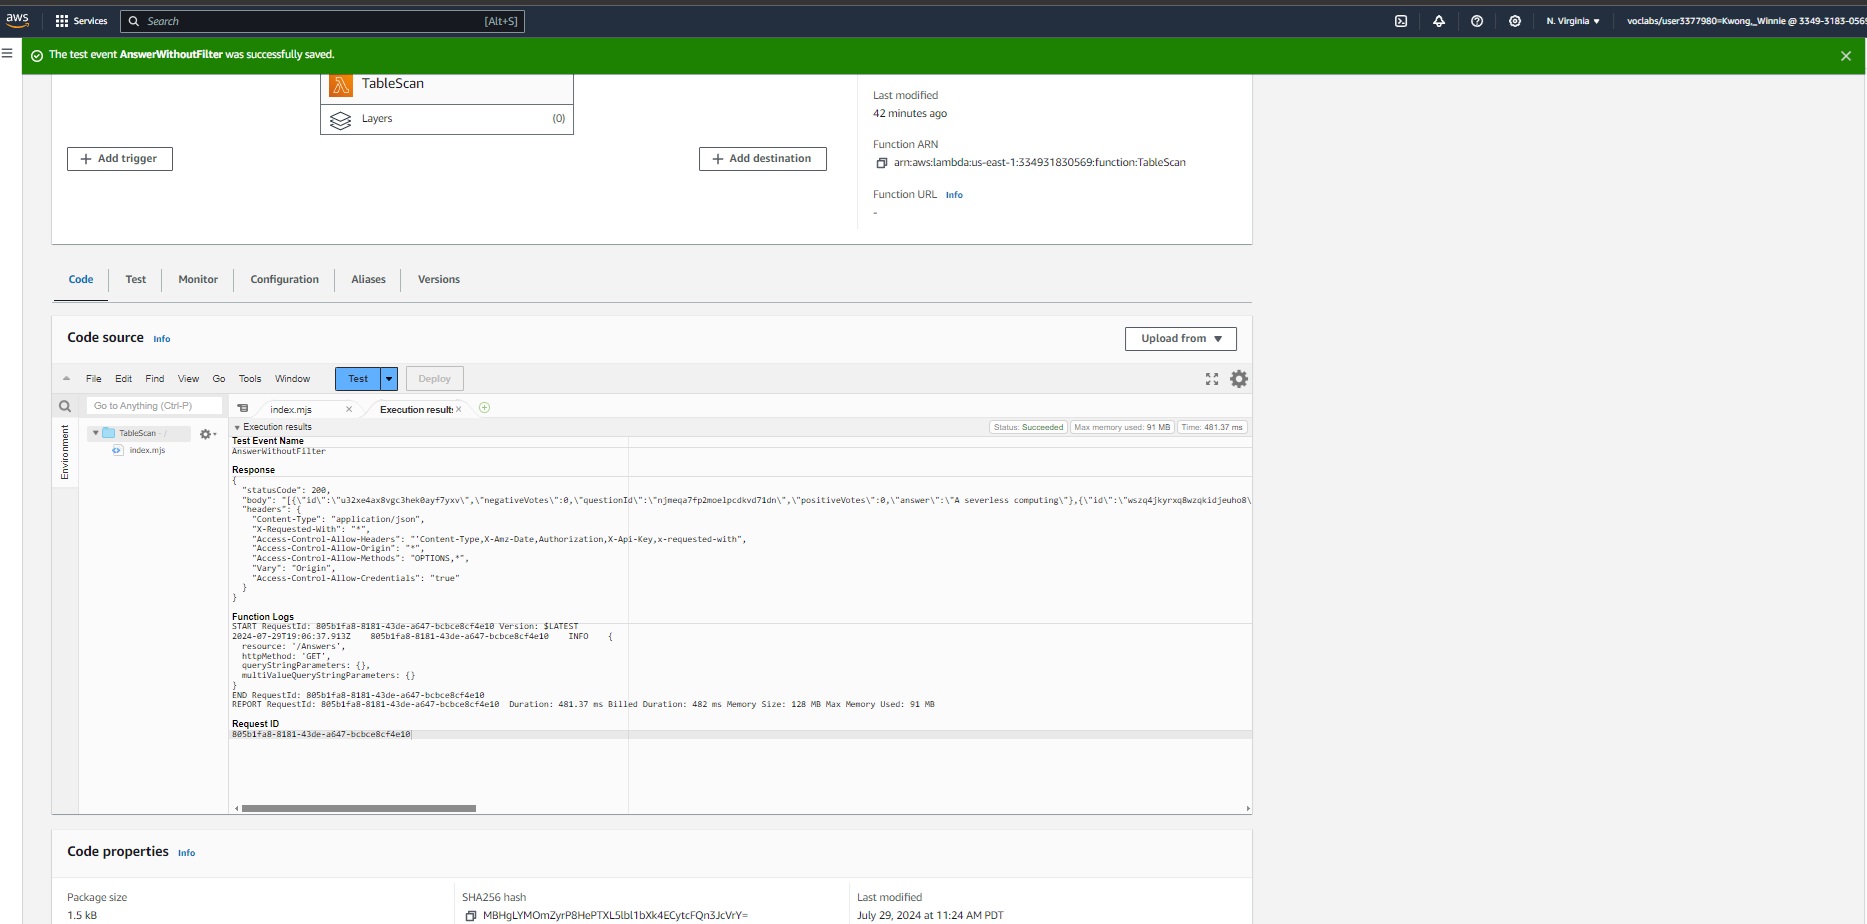 aws
Services
Search
[Alt+S]
N. Virginia
voclabs/user3377980=Kwong,_Winnie @ 3349-3183-0569
The test event AnswerWithoutFilter was successfully saved.
TableScan
Layers
(0)
Add trigger
Add destination
Last modified
42 minutes ago
Function ARN
arn:aws:lambda:us-east-1:334931830569:function:TableScan
Function URL Info
-
Code
Test
Monitor
Configuration
Aliases
Versions
Code source Info
Upload from
File
Edit
Find
View
Go
Tools
Window
Test
Deploy
Go to Anything (Ctrl-P)
Environment
TableScan - /
index.mjs
index.mjs
Execution results
Execution results
Status: Succeeded
Max memory used: 91 MB
Time: 481.37 ms
Test Event Name
AnswerWithoutFilter
Response
{
"statusCode": 200,
"body": "[{\"id\":\"u32xe4ax8vgc3hek0ayf7yxv\",\"negativeVotes\":0,\"questionId\":\"njmeqa7fp2moelpcdkvd71dn\",\"positiveVotes\":0,\"answer\":\"A severless computing\"},{\"id\":\"wszq4jkyrxq8wzqkidjeuho8\
"headers": {
"Content-Type": "application/json",
"X-Requested-With": "*",
"Access-Control-Allow-Headers": "'Content-Type,X-Amz-Date,Authorization,X-Api-Key,x-requested-with",
"Access-Control-Allow-Origin": "*",
"Access-Control-Allow-Methods": "OPTIONS,*",
"Vary": "Origin",
"Access-Control-Allow-Credentials": "true"
}
}
Function Logs
START RequestId: 805b1fa8-8181-43de-a647-bcbce8cf4e10 Version: $LATEST
2024-07-29T19:06:37.913Z 805b1fa8-8181-43de-a647-bcbce8cf4e10 INFO {
resource: '/Answers',
httpMethod: 'GET',
queryStringParameters: {},
multiValueQueryStringParameters: {}
}
END RequestId: 805b1fa8-8181-43de-a647-bcbce8cf4e10
REPORT RequestId: 805b1fa8-8181-43de-a647-bcbce8cf4e10 Duration: 481.37 ms Billed Duration: 482 ms Memory Size: 128 MB Max Memory Used: 91 MB
Request ID
805b1fa8-8181-43de-a647-bcbce8cf4e10
Code properties Info
Package size
1.5 kB
SHA256 hash
MBHgLYMOmZyrP8HePTXL5lbl1bXk4ECytcFQn3JcVrY=
Last modified
July 29, 2024 at 11:24 AM PDT